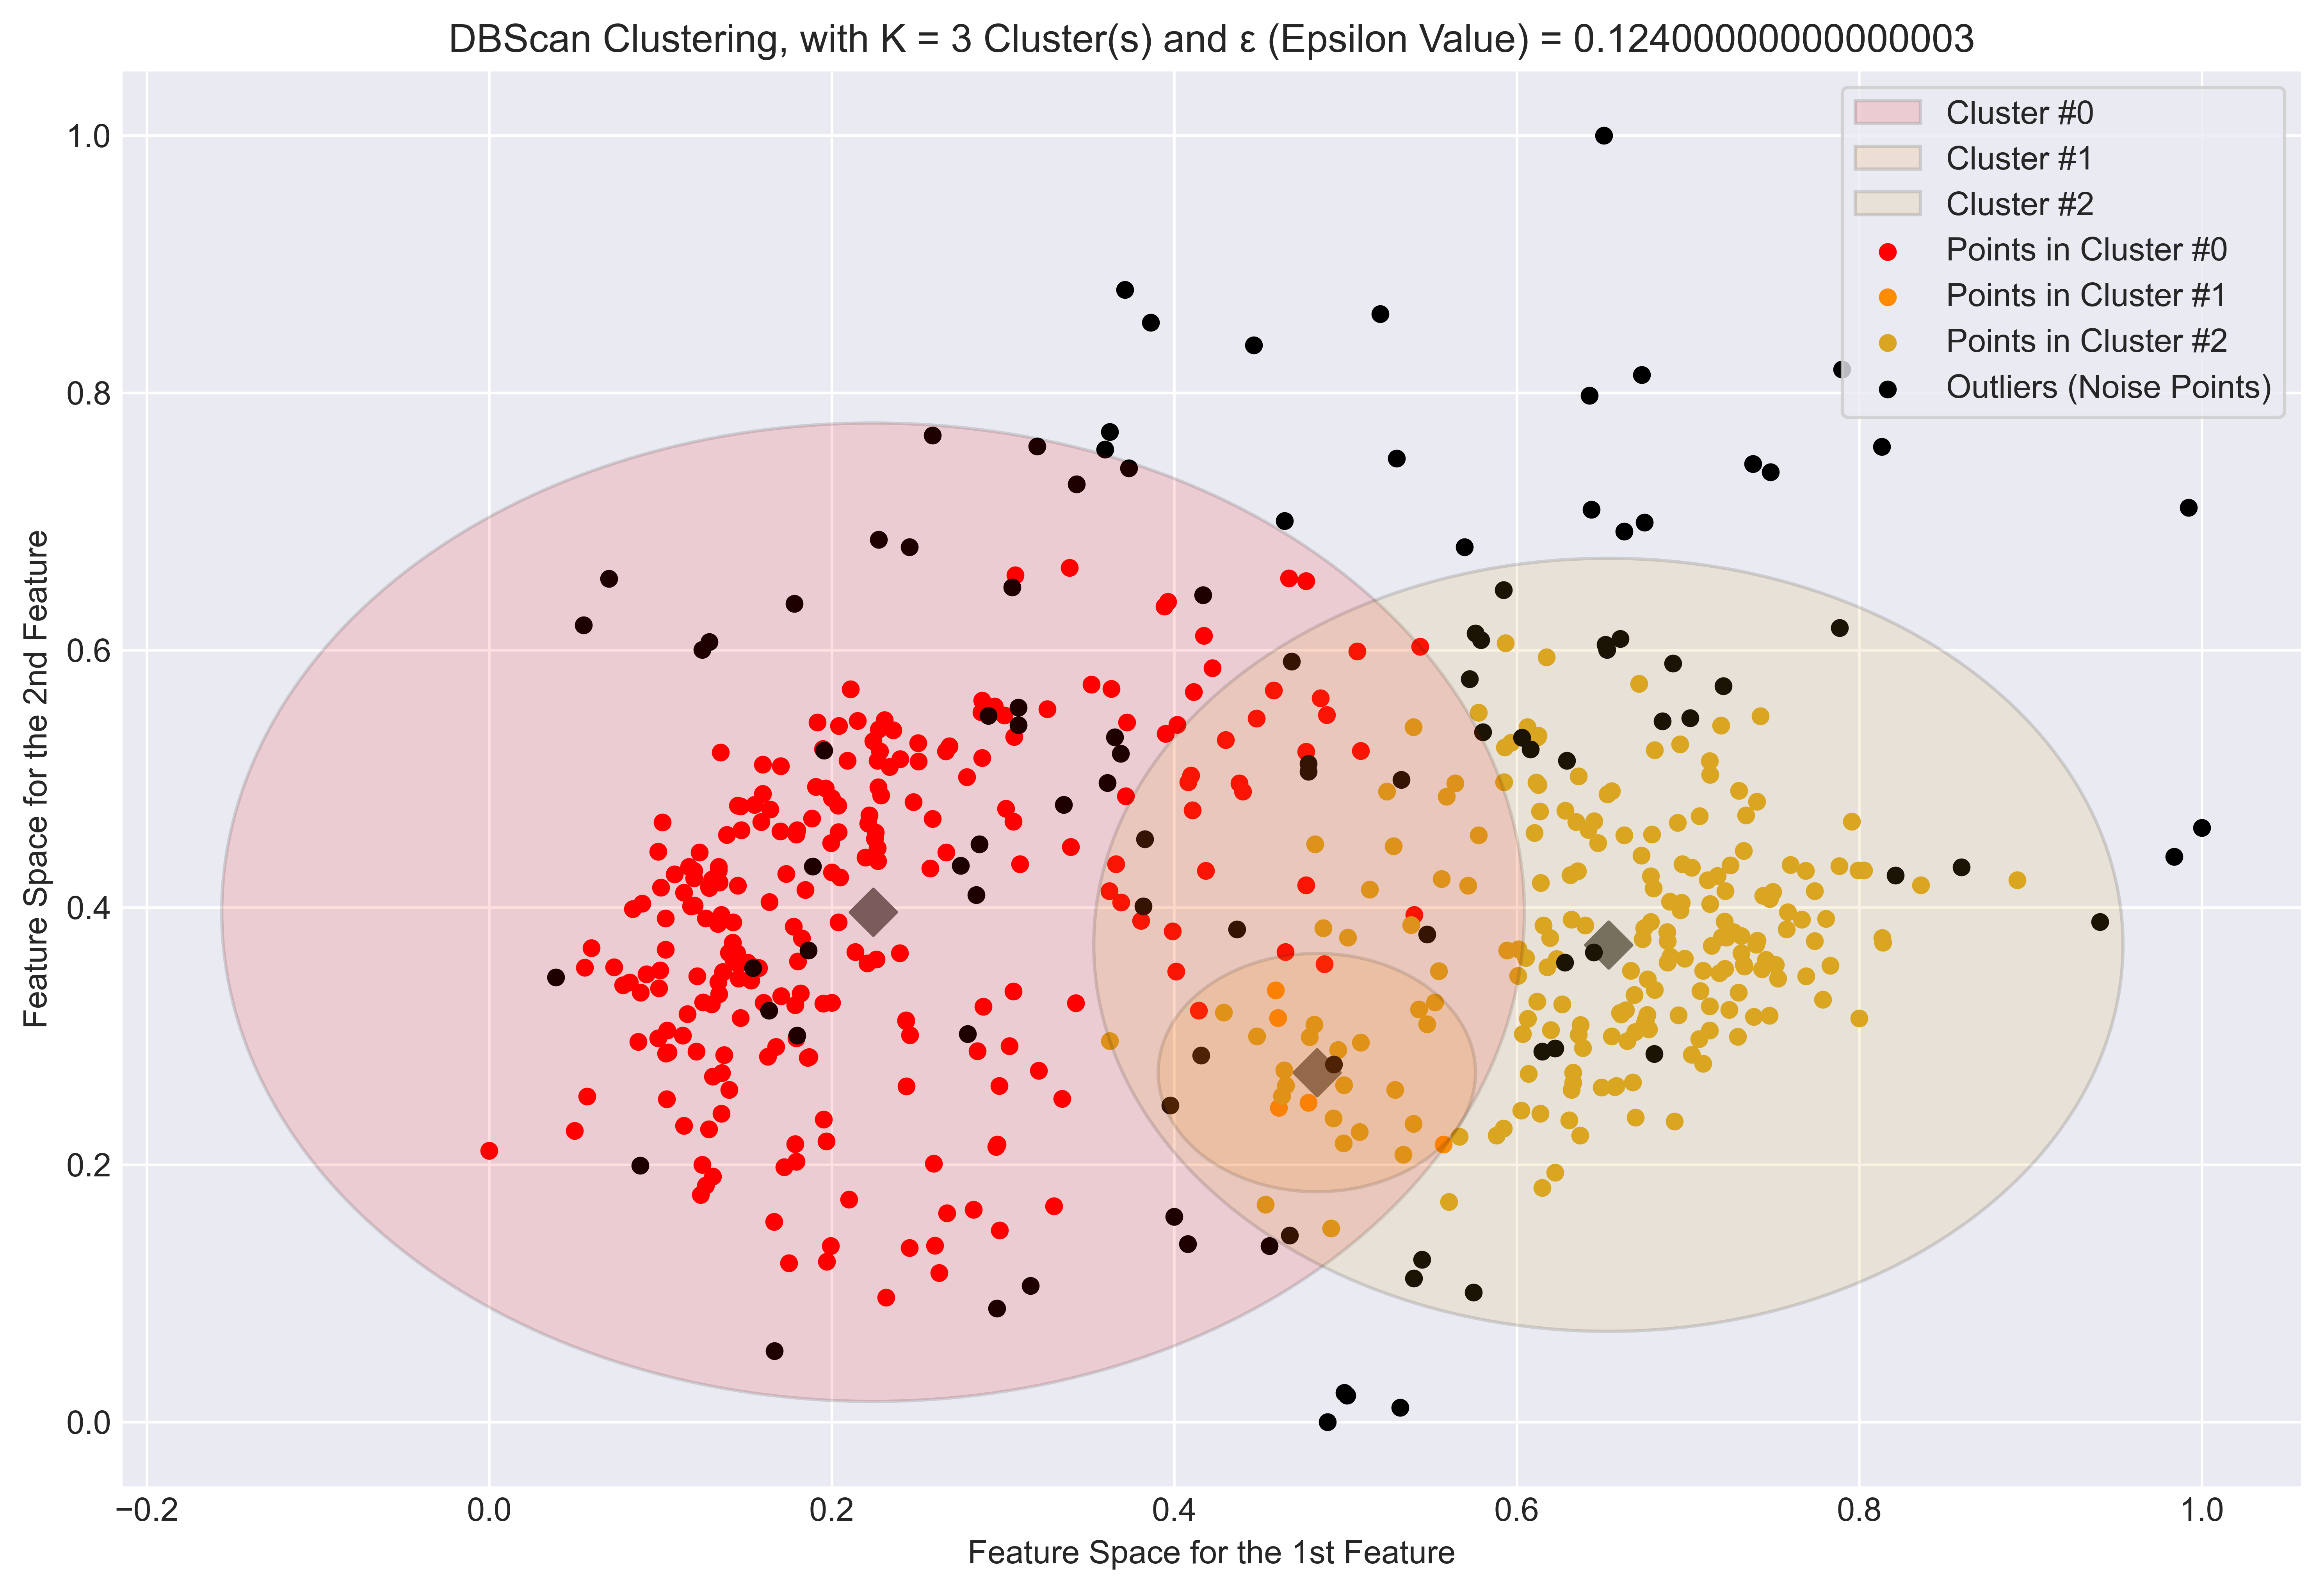 DBScan Clustering, with K = 3 Cluster(s) and ε (Epsilon Value) = 0.12400000000000003
Cluster #0
Cluster #1
Cluster #2
Points in Cluster #0
Points in Cluster #1
Points in Cluster #2
Outliers (Noise Points)
Feature Space for the 2nd Feature
1.0
0.8
0.6
0.4
0.2
0.0
−0.2 0.0 0.2 0.4 0.6 0.8 1.0
Feature Space for the 1st Feature